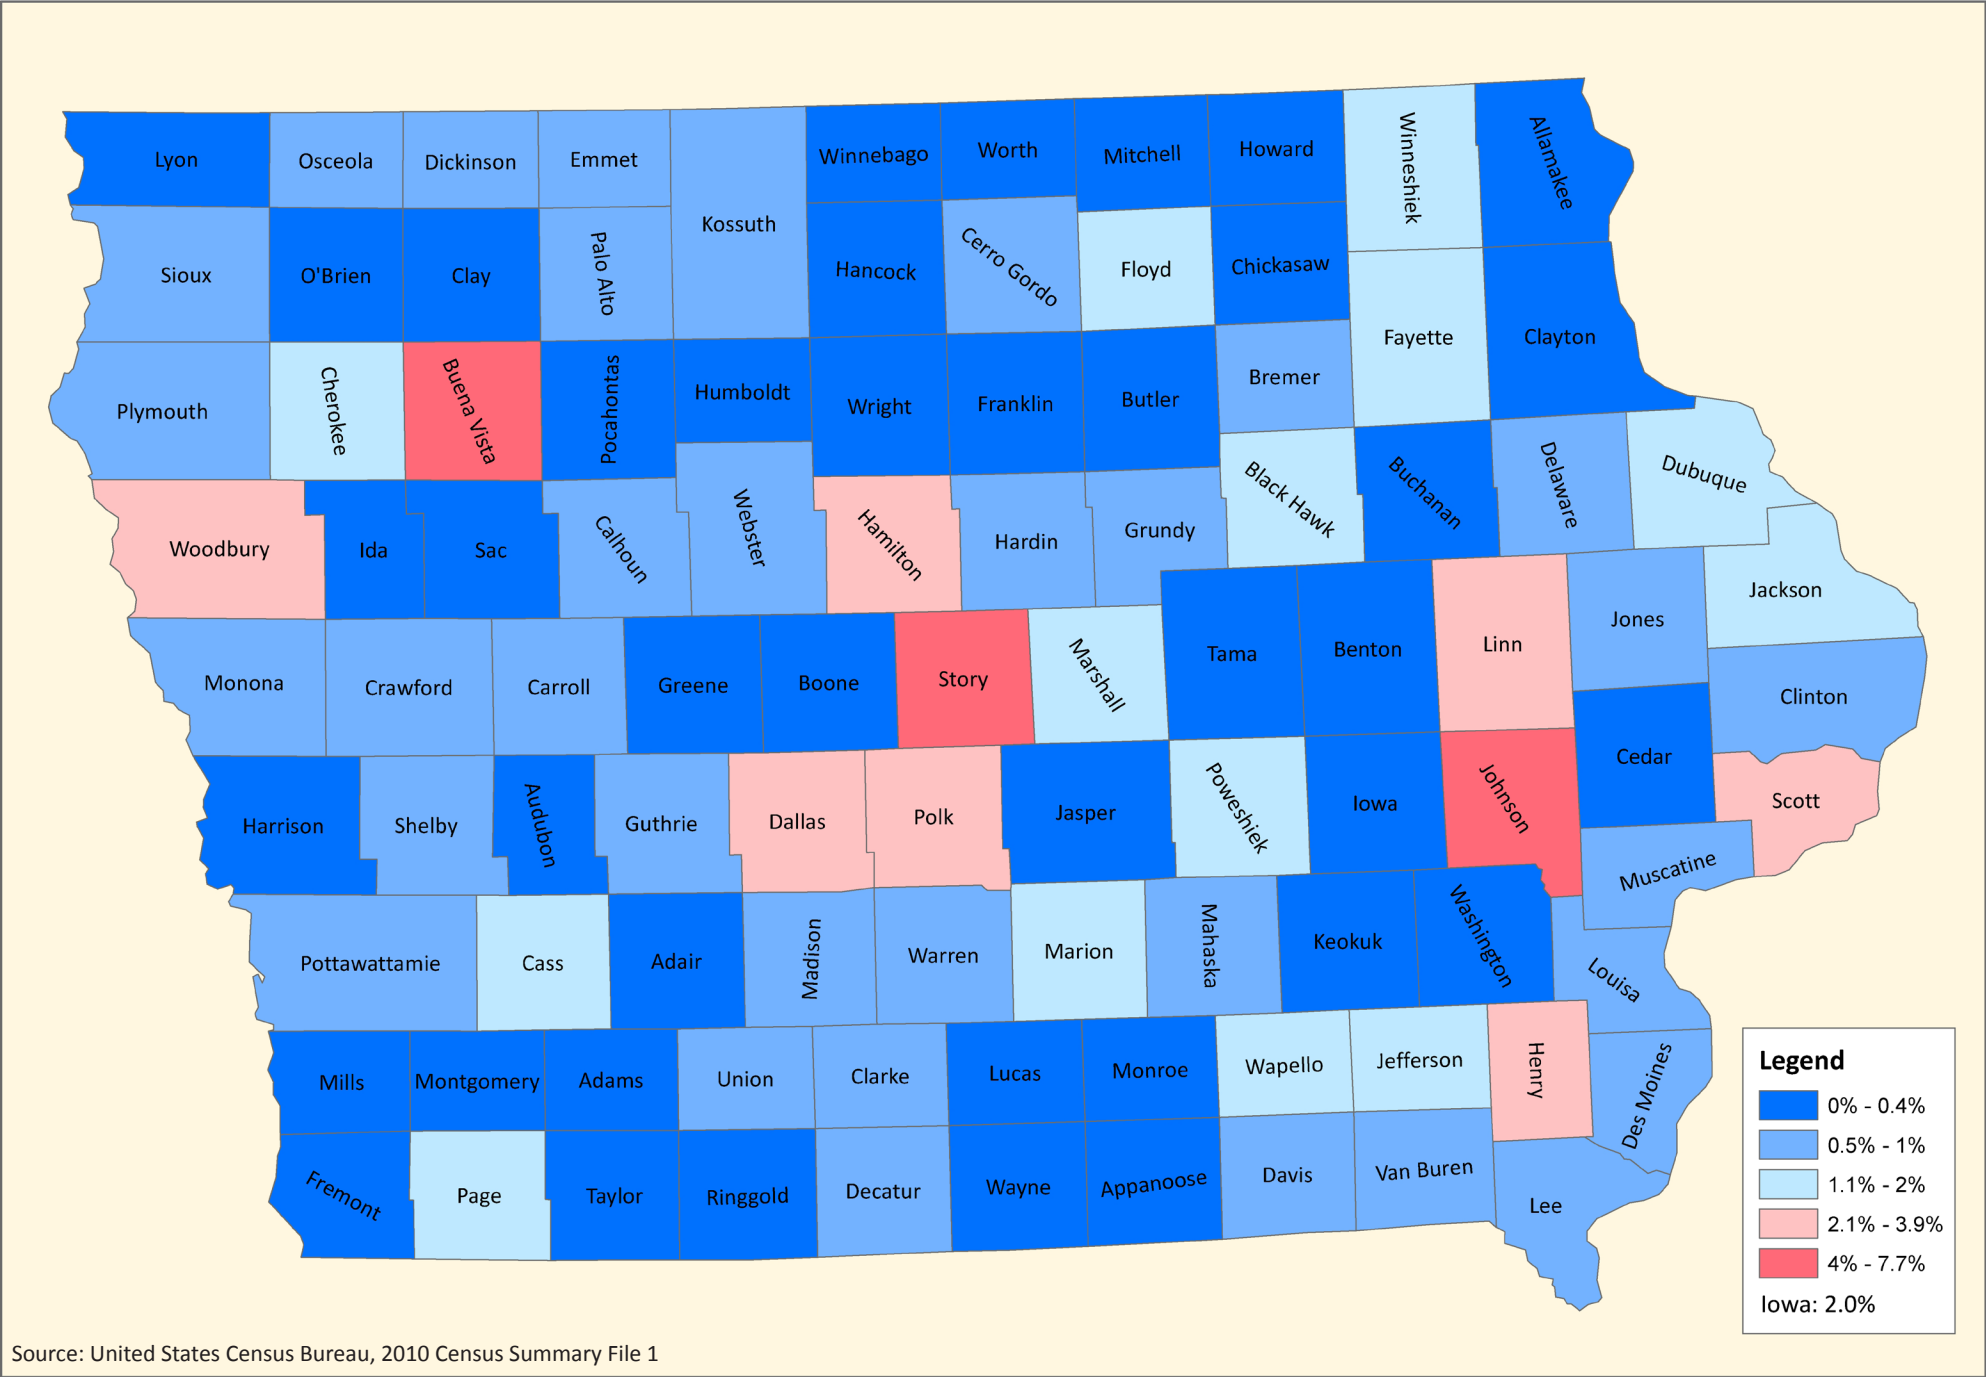 Lyon
Osceola
Dickinson
Emmet
Kossuth
Winnebago
Worth
Mitchell
Howard
Winneshiek
Allamakee
Sioux
O'Brien
Clay
Palo Alto
Hancock
Cerro Gordo
Floyd
Chickasaw
Fayette
Clayton
Plymouth
Cherokee
Buena Vista
Pocahontas
Humboldt
Wright
Franklin
Butler
Bremer
Woodbury
Ida
Sac
Calhoun
Webster
Hamilton
Hardin
Grundy
Black Hawk
Buchanan
Delaware
Dubuque
Monona
Crawford
Carroll
Greene
Boone
Story
Marshall
Tama
Benton
Linn
Jones
Jackson
Clinton
Harrison
Shelby
Audubon
Guthrie
Dallas
Polk
Jasper
Poweshiek
Iowa
Johnson
Cedar
Scott
Muscatine
Pottawattamie
Cass
Adair
Madison
Warren
Marion
Mahaska
Keokuk
Washington
Louisa
Mills
Montgomery
Adams
Union
Clarke
Lucas
Monroe
Wapello
Jefferson
Henry
Des Moines
Fremont
Page
Taylor
Ringgold
Decatur
Wayne
Appanoose
Davis
Van Buren
Lee
Legend
0% - 0.4%
0.5% - 1%
1.1% - 2%
2.1% - 3.9%
4% - 7.7%
Iowa: 2.0%
Source: United States Census Bureau, 2010 Census Summary File 1